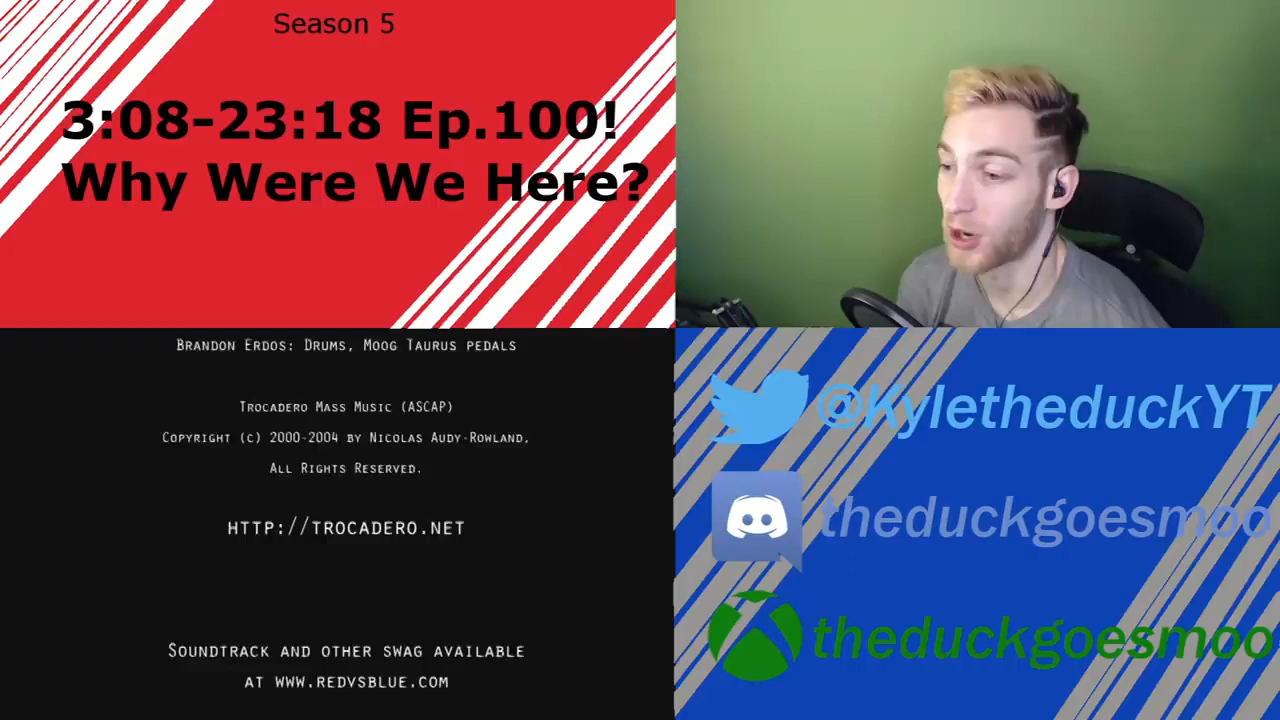 Season 5
3:08-23:18 Ep.100!
Why Were We Here?
Brandon Erdos: Drums, Moog Taurus pedals
Trocadero Mass Music (ASCAP)
Copyright (c) 2000-2004 by Nicolas Audy-Rowland,
All Rights Reserved.
http://trocadero.net
Soundtrack and other swag available
at www.redvsblue.com
@KyletheduckYT
theduckgoesmoo
theduckgoesmoo